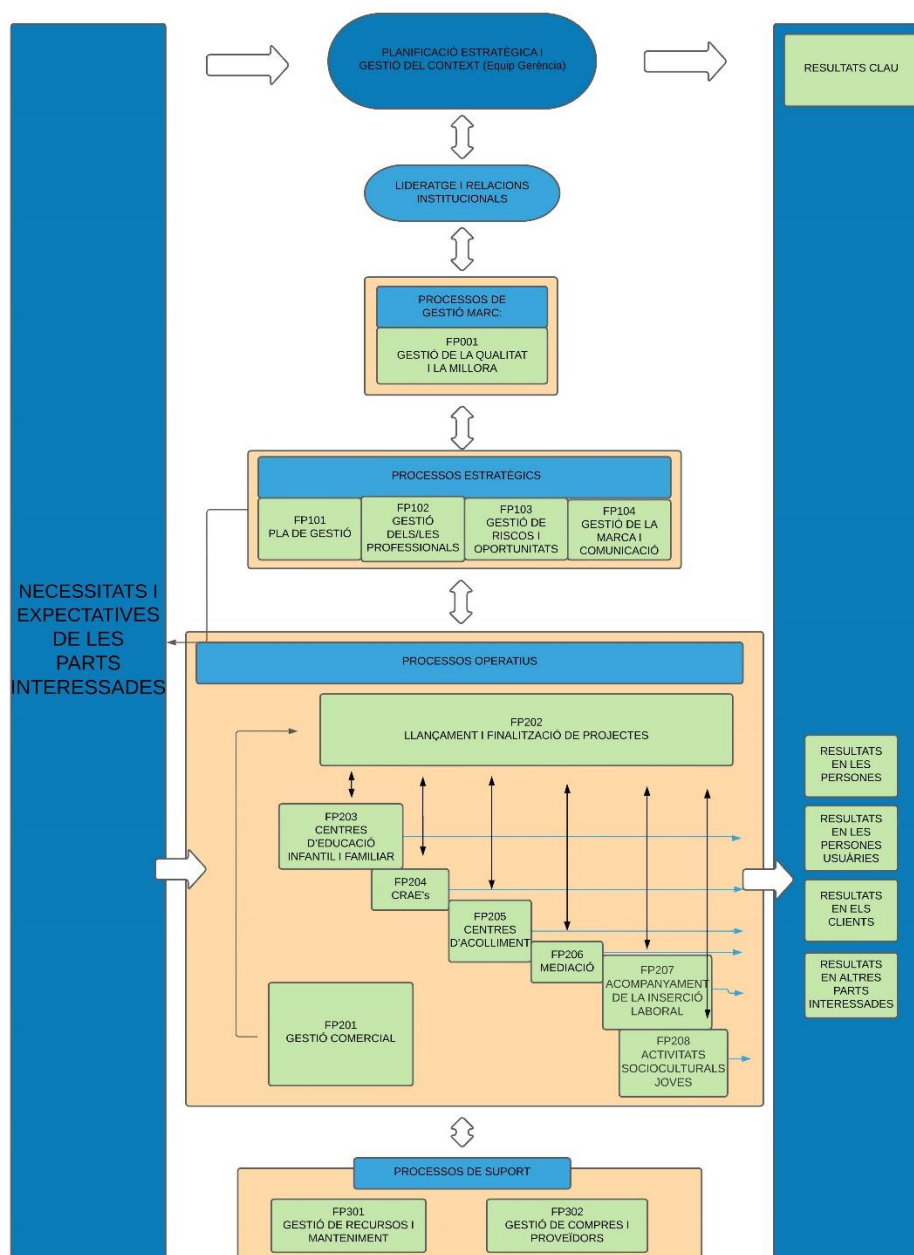 PLANIFICACIÓ ESTRATÈGICA I
GESTIÓ DEL CONTEXT (Equip Gerència)
RESULTATS CLAU
LIDERATGE I RELACIONS
INSTITUCIONALS
PROCESSOS DE
GESTIÓ MARC:
FP001
GESTIÓ DE LA QUALITAT
I LA MILLORA
PROCESSOS ESTRATÈGICS
FP101
PLA DE GESTIÓ
FP102
GESTIÓ
DELS/LES
PROFESSIONALS
FP103
GESTIÓ DE
RISCOS I
OPORTUNITATS
FP104
GESTIÓ DE LA
MARCA I
COMUNICACIÓ
NECESSITATS I
EXPECTATIVES
DE LES
PARTS
INTERESSADES
PROCESSOS OPERATIUS
FP202
LLANÇAMENT I FINALITZACIÓ DE PROJECTES
FP203
CENTRES
D'EDUCACIÓ
INFANTIL I FAMILIAR
FP204
CRAE's
FP205
CENTRES
D'ACOLLIMENT
FP206
MEDIACIÓ
FP207
ACOMPANYAMENT
DE LA INSERCIÓ
LABORAL
FP201
GESTIÓ COMERCIAL
FP208
ACTIVITATS
SOCIOCULTURALS
JOVES
RESULTATS
EN LES
PERSONES
RESULTATS
EN LES
PERSONES
USUÀRIES
RESULTATS
EN ELS
CLIENTS
RESULTATS
EN ALTRES
PARTS
INTERESSADES
PROCESSOS DE SUPORT
FP301
GESTIÓ DE RECURSOS I
MANTENIMENT
FP302
GESTIÓ DE COMPRES I
PROVEÏDORS